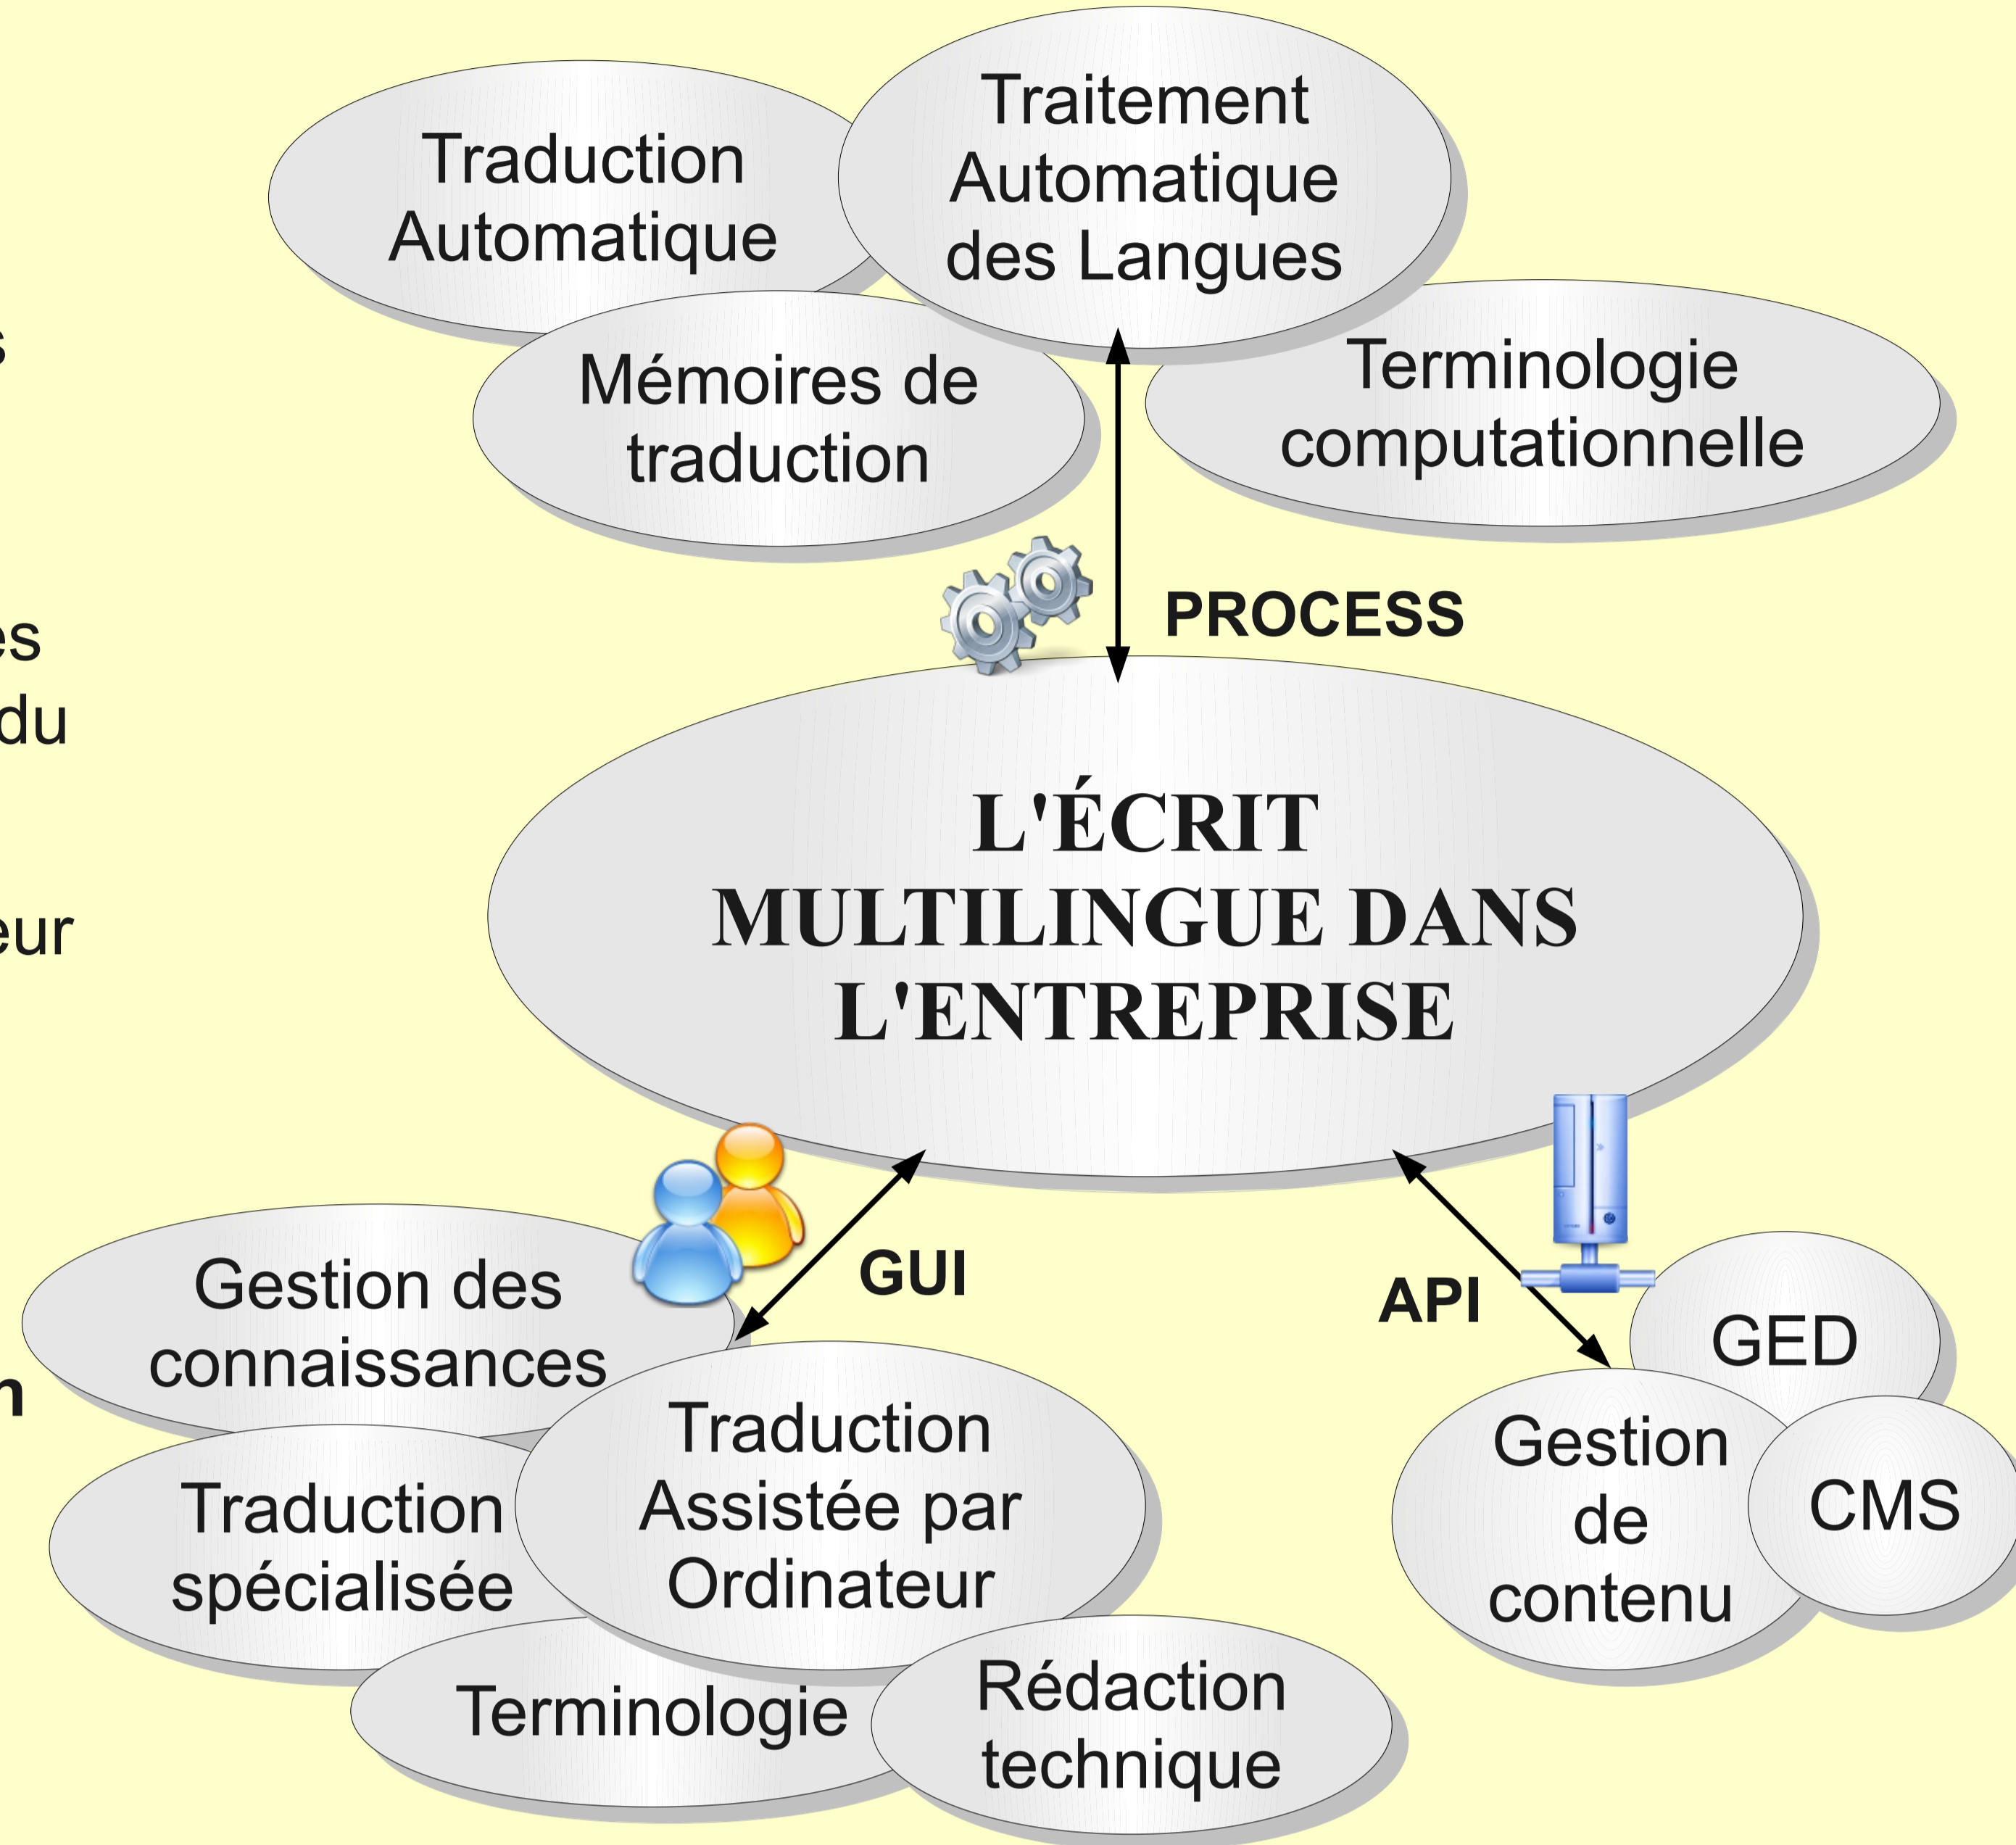 Traduction
Automatique
Traitement
Automatique
des Langues
Mémoires de
traduction
Terminologie
computationnelle
PROCESS
L'ÉCRIT
MULTILINGUE DANS
L'ENTREPRISE
GUI
API
Gestion des
connaissances
Traduction
spécialisée
Traduction
Assistée par
Ordinateur
Terminologie
Rédaction
technique
GED
Gestion
de
contenu
CMS
du